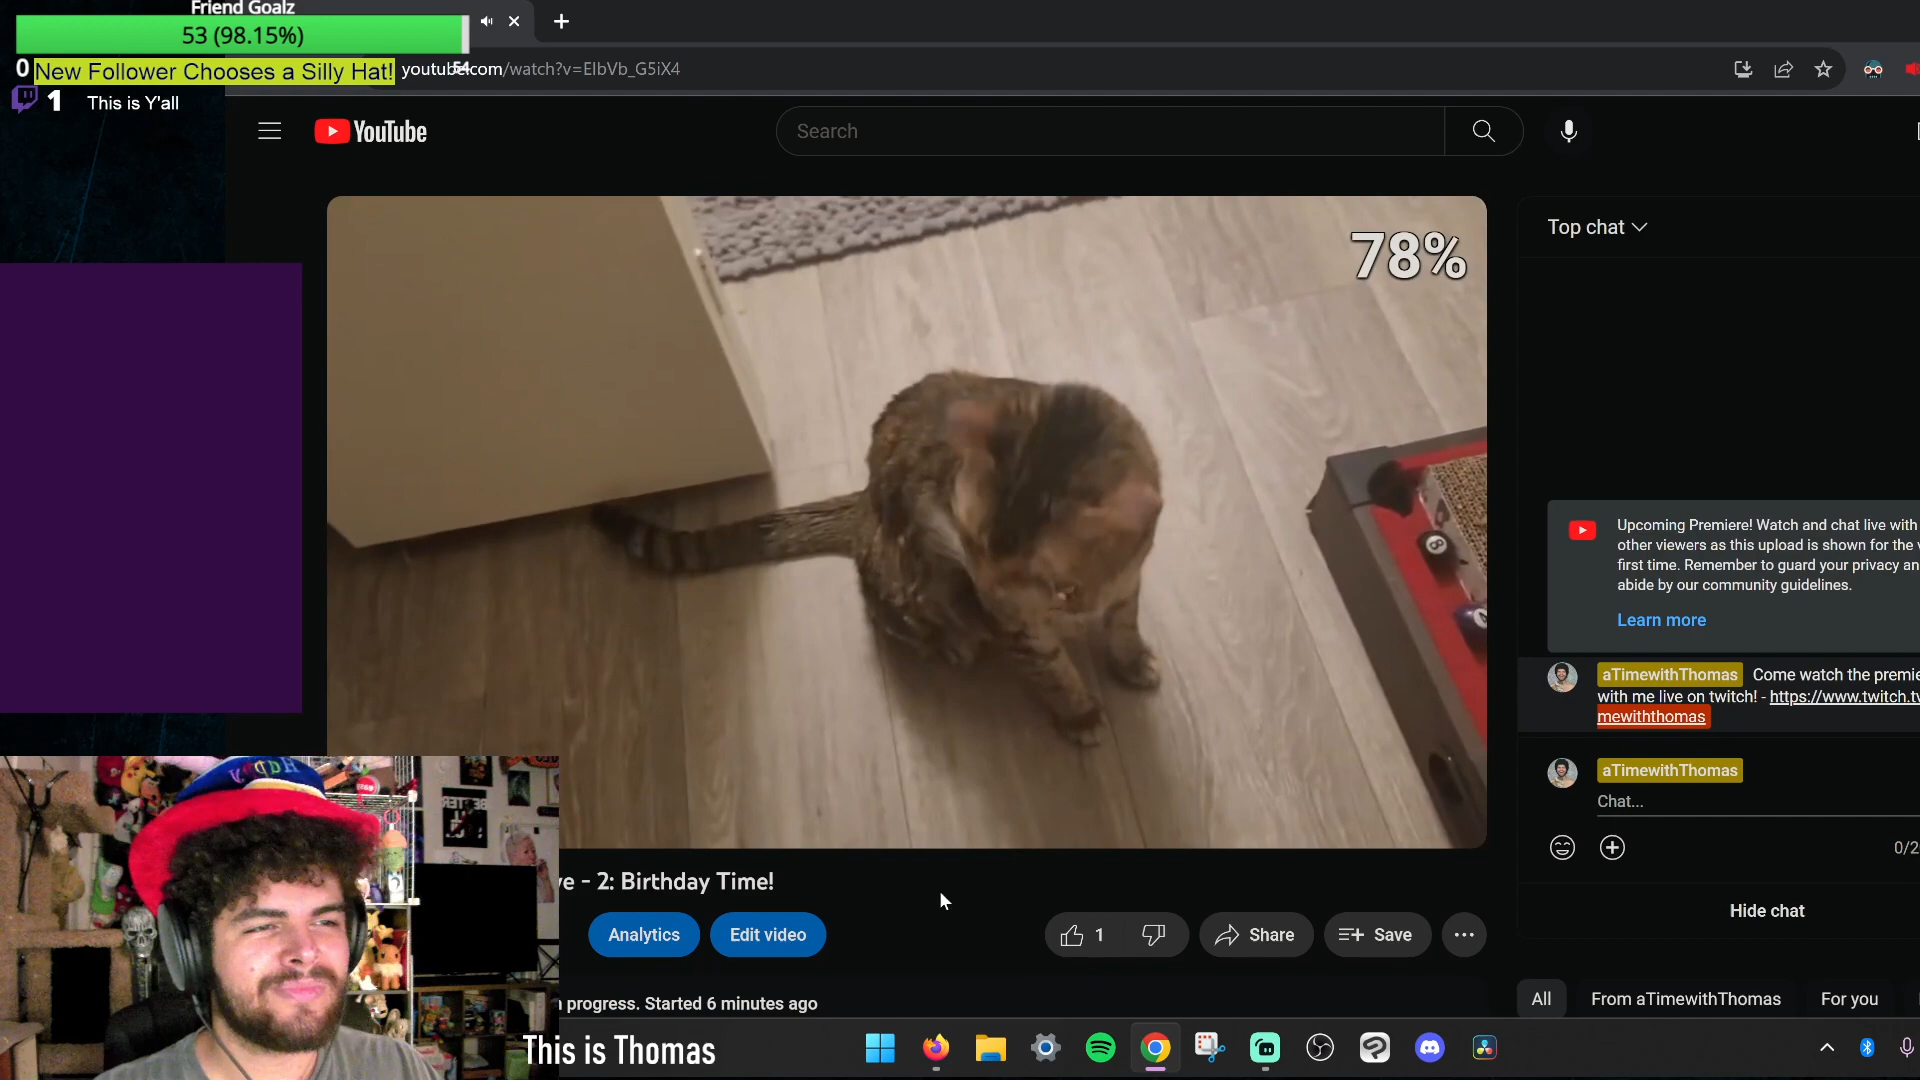 Friend Goalz
53 (98.15%)
0
54
New Follower Chooses a Silly Hat!
youtube.com/watch?v=EIbVb_G5iX4
1 This is Y'all
YouTube
Search
78%
Top chat
Upcoming Premiere! Watch and chat live with
other viewers as this upload is shown for the
first time. Remember to guard your privacy an
abide by our community guidelines.
Learn more
aTimewithThomas Come watch the premie
with me live on twitch! - https://www.twitch.tv
mewiththomas
aTimewithThomas
Chat...
0/2
Hide chat
e - 2: Birthday Time!
Analytics
Edit video
1
Share
Save
progress. Started 6 minutes ago
All
From aTimewithThomas
For you
This is Thomas